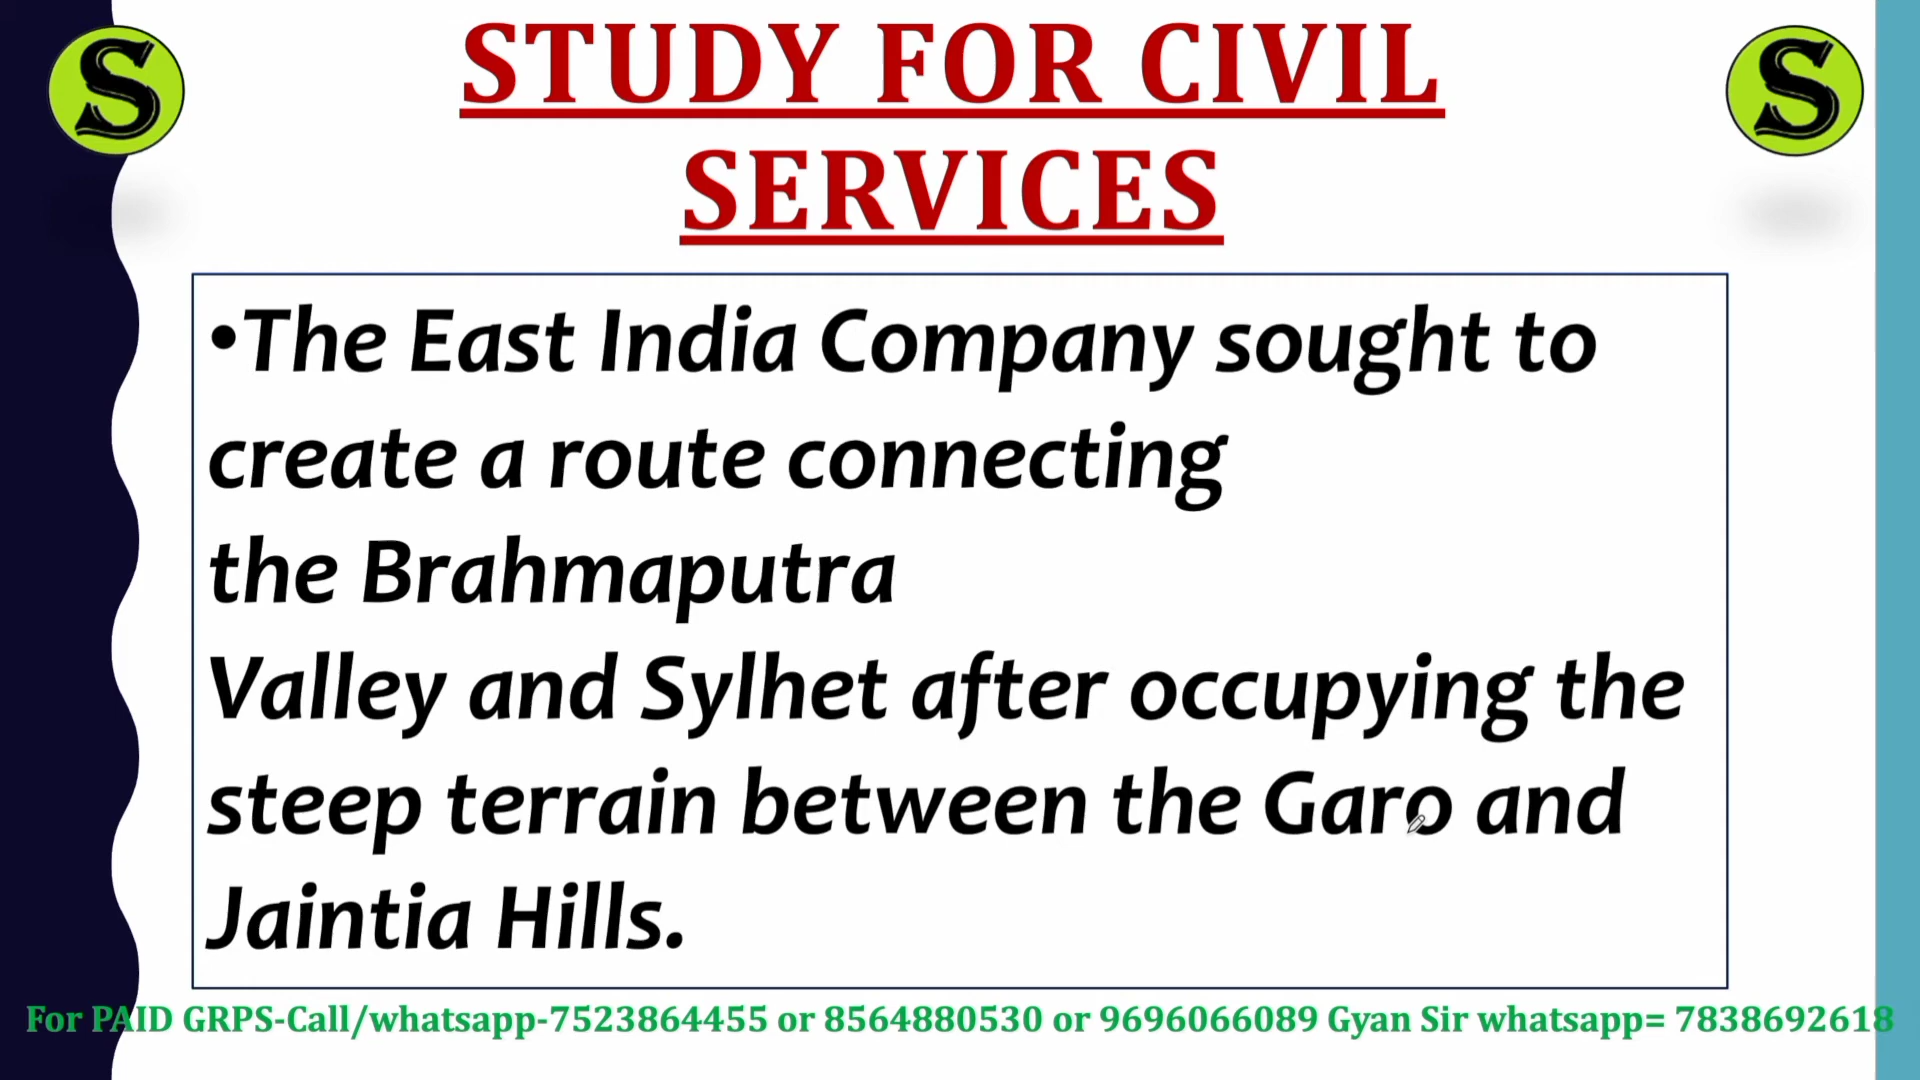 S
S
STUDY FOR CIVIL
SERVICES
•The East India Company sought to
create a route connecting
the Brahmaputra
Valley and Sylhet after occupying the
steep terrain between the Garo and
Jaintia Hills.
For PAID GRPS-Call/whatsapp-7523864455 or 8564880530 or 9696066089 Gyan Sir whatsapp= 7838692618